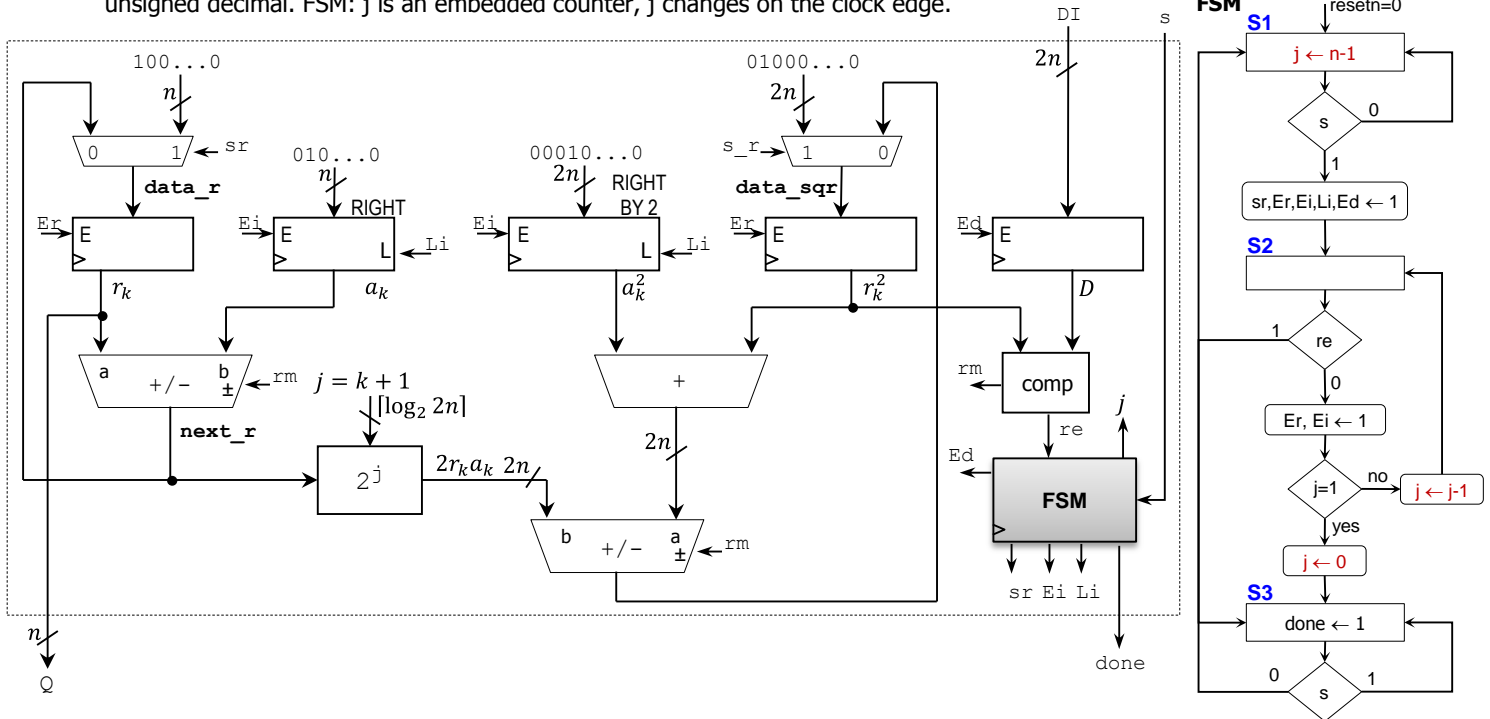 unsigned decimal. FSM: j is an embedded counter, j changes on the clock edge.
DI
s
2n
100...0
n
0 1
sr
data_r
Er
E
r_k
010...0
n
RIGHT
Ei
E
L
Li
a_k
00010...0
2n
RIGHT
BY 2
Ei
E
L
Li
a_k^2
01000...0
2n
s_r
1 0
data_sqr
Er
E
r_k^2
Ed
E
D
a
+/-
b
±
rm
next_r
j = k + 1
⌈log₂ 2n⌉
2^j
2r_k a_k 2n
+
2n
b
+/-
a
±
rm
rm
comp
re
j
Ed
FSM
sr Ei Li
done
n
Q
FSM
resetn=0
S1
j ← n-1
s
0
1
sr,Er,Ei,Li,Ed ← 1
S2
re
1
0
Er, Ei ← 1
j=1
no
j ← j-1
yes
j ← 0
S3
done ← 1
0
s
1